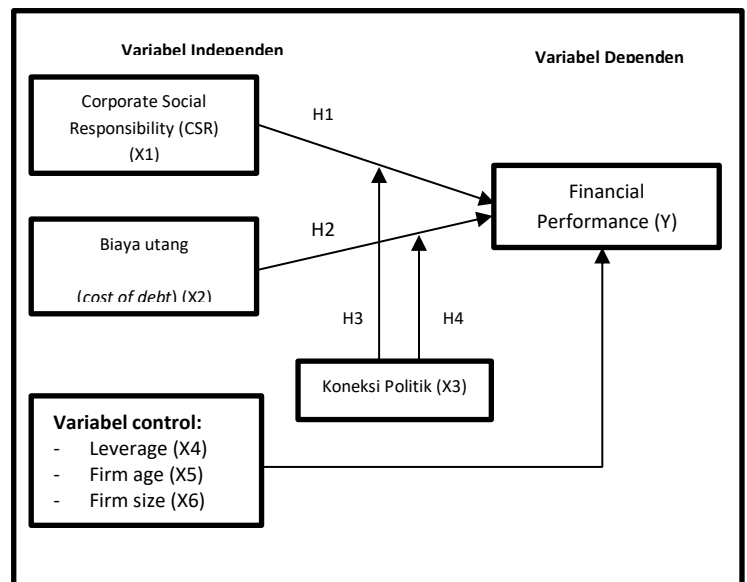 Variabel Independen
Variabel Dependen
Corporate Social
Responsibility (CSR)
(X1)
H1
Financial
Performance (Y)
Biaya utang
(cost of debt) (X2)
H2
H3
H4
Koneksi Politik (X3)
Variabel control:
- Leverage (X4)
- Firm age (X5)
- Firm size (X6)